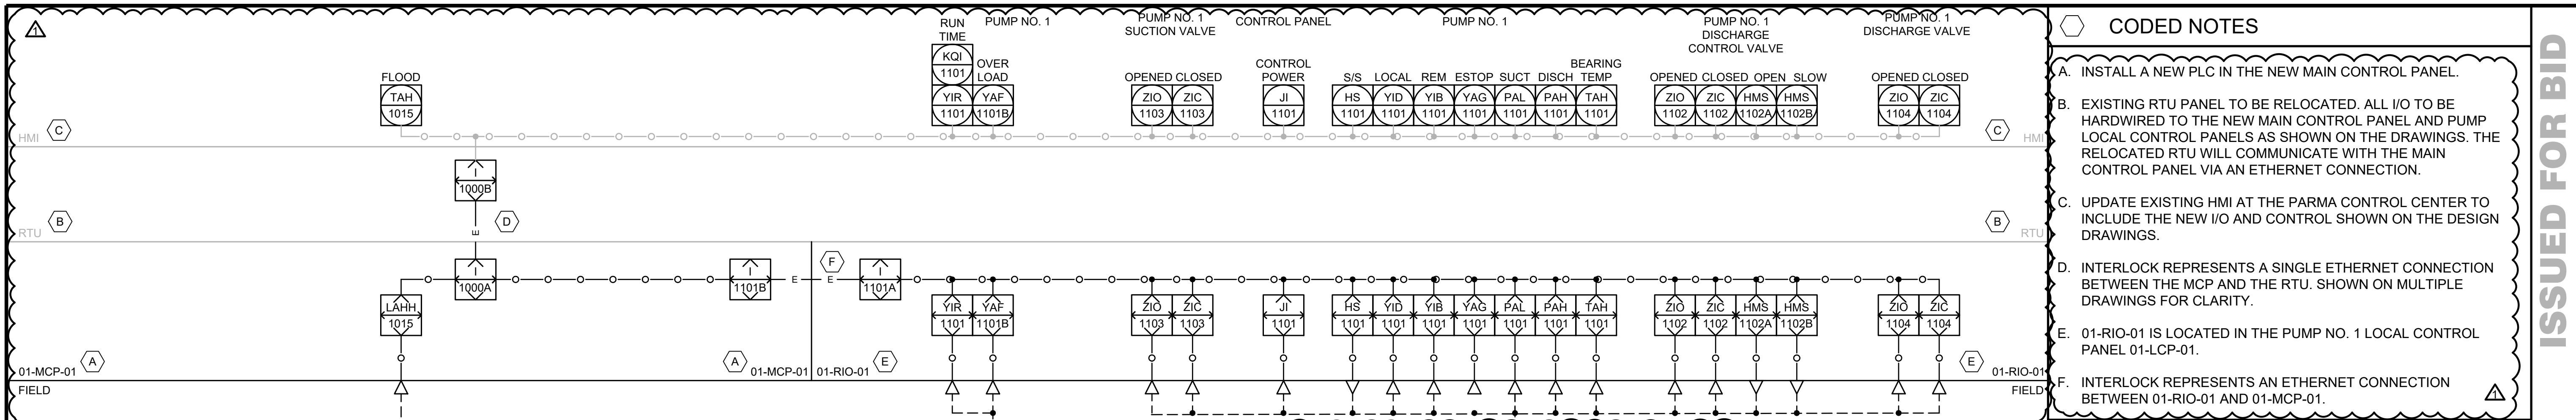 1
RUN TIME
PUMP NO. 1
PUMP NO. 1
SUCTION VALVE
CONTROL PANEL
PUMP NO. 1
PUMP NO. 1
DISCHARGE
CONTROL VALVE
PUMP NO. 1
DISCHARGE VALVE
KQI
1101
OVER LOAD
FLOOD
OPENED CLOSED
CONTROL POWER
S/S LOCAL REM ESTOP SUCT DISCH BEARING TEMP
OPENED CLOSED OPEN SLOW
OPENED CLOSED
TAH YIR YAF ZIO ZIC JI HS YID YIB YAG PAL PAH TAH ZIO ZIC HMS HMS ZIO ZIC
1015 1101 1101B 1103 1103 1101 1101 1101 1101 1101 1101 1101 1101 1102 1102 1102A 1102B 1104 1104
HMI C C HMI
I
1000B
RTU B D B RTU
E
I I E F E I
1000A 1101B 1101A
LAHH YIR YAF ZIO ZIC JI HS YID YIB YAG PAL PAH TAH ZIO ZIC HMS HMS ZIO ZIC
1015 1101 1101B 1103 1103 1101 1101 1101 1101 1101 1101 1101 1101 1102 1102 1102A 1102B 1104 1104
01-MCP-01 A A 01-MCP-01 01-RIO-01 E E 01-RIO-01
FIELD FIELD
CODED NOTES
A. INSTALL A NEW PLC IN THE NEW MAIN CONTROL PANEL.
B. EXISTING RTU PANEL TO BE RELOCATED. ALL I/O TO BE
HARDWIRED TO THE NEW MAIN CONTROL PANEL AND PUMP
LOCAL CONTROL PANELS AS SHOWN ON THE DRAWINGS. THE
RELOCATED RTU WILL COMMUNICATE WITH THE MAIN
CONTROL PANEL VIA AN ETHERNET CONNECTION.
C. UPDATE EXISTING HMI AT THE PARMA CONTROL CENTER TO
INCLUDE THE NEW I/O AND CONTROL SHOWN ON THE DESIGN
DRAWINGS.
D. INTERLOCK REPRESENTS A SINGLE ETHERNET CONNECTION
BETWEEN THE MCP AND THE RTU. SHOWN ON MULTIPLE
DRAWINGS FOR CLARITY.
E. 01-RIO-01 IS LOCATED IN THE PUMP NO. 1 LOCAL CONTROL
PANEL 01-LCP-01.
F. INTERLOCK REPRESENTS AN ETHERNET CONNECTION
BETWEEN 01-RIO-01 AND 01-MCP-01.
1
ISSUED FOR BID